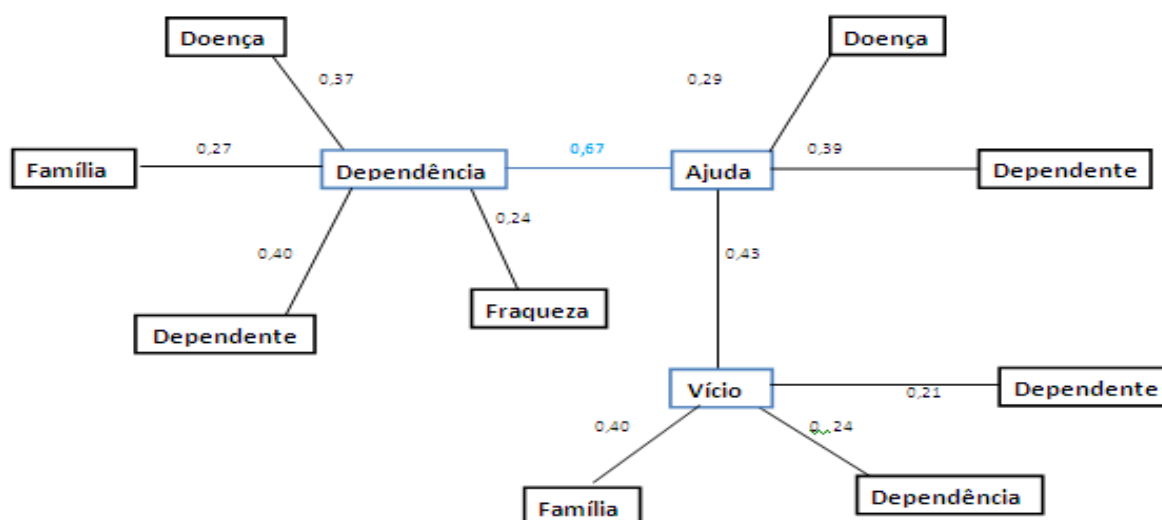 Doença
Doença
0,37
0,29
0,27
0,67
0,39
Família
Dependência
Ajuda
Dependente
0,24
0,40
0,43
Fraqueza
Dependente
Vício
Dependente
0,21
0,40
0,,24
Família
Dependência